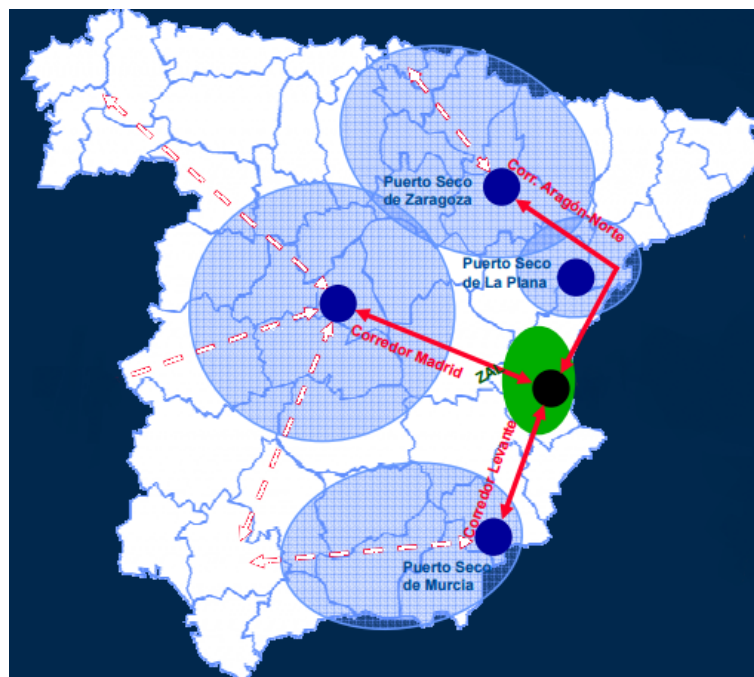 Puerto Seco
de Zaragoza
Corr. Aragón-Norte
Puerto Seco
de La Plana
Corredor Madrid
ZAL
Corredor Levante
Puerto Seco
de Murcia